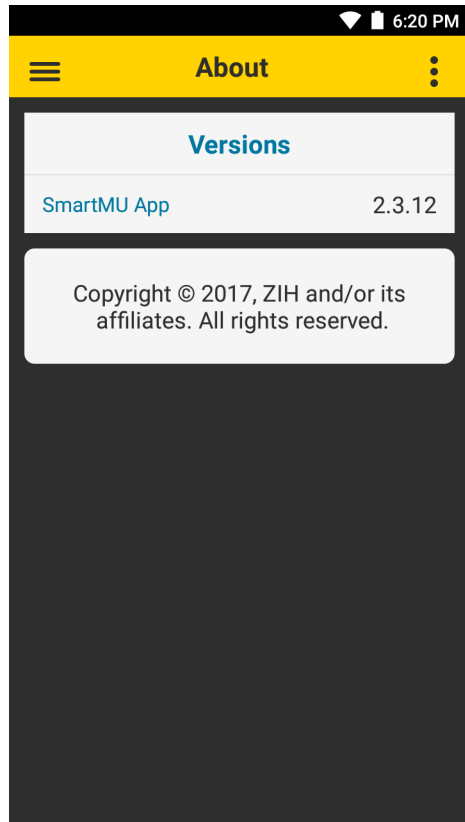 6:20 PM
About
Versions
SmartMU App 2.3.12
Copyright © 2017, ZIH and/or its
affiliates. All rights reserved.